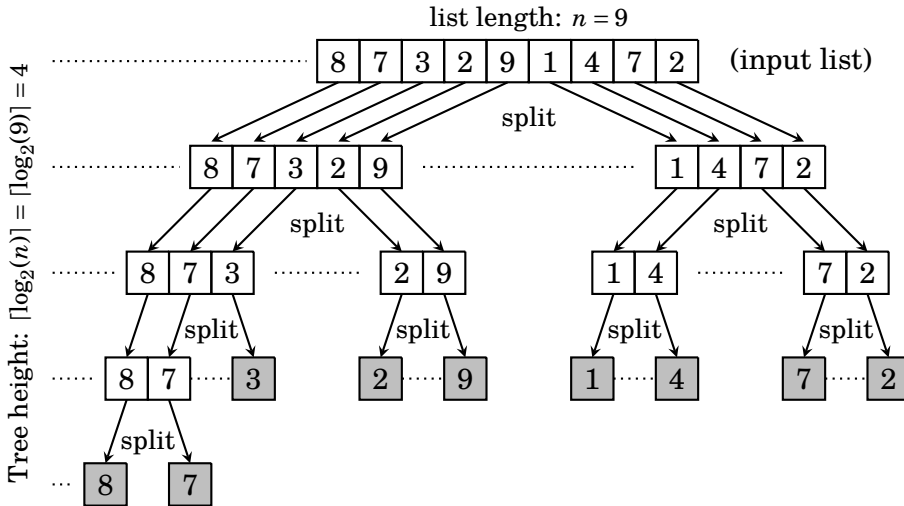 list length: n = 9
8 7 3 2 9 1 4 7 2 (input list)
split
8 7 3 2 9 1 4 7 2
split split
8 7 3 2 9 1 4 7 2
split split split split
8 7 3 2 9 1 4 7 2
split
8 7
Tree height: ⌈log₂(n)⌉ = ⌈log₂(9)⌉ = 4